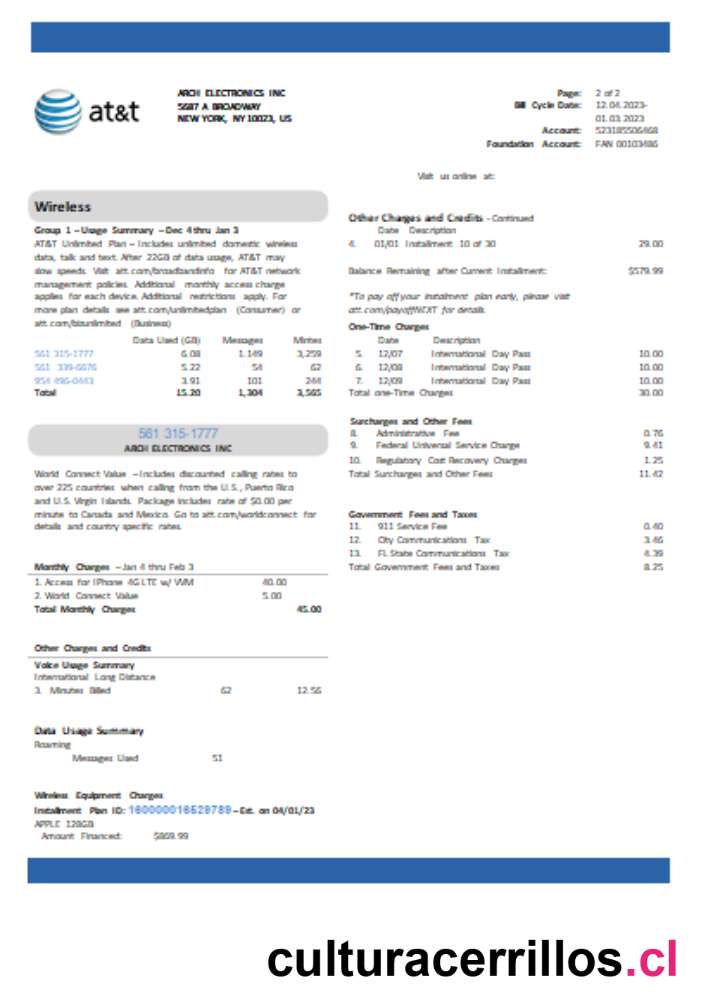 at&t
ARCH ELECTRONICS INC
5687 A BROADWAY
NEW YORK, NY 10023, US
Page: 2 of 2
Bill Cycle Date: 12.04.2023-
01.03.2023
Account: 523185506468
Foundation Account: FAN 00103486
Visit us online at:
Wireless
Group 1 – Usage Summary – Dec 4 thru Jan 3
AT&T Unlimited Plan – Includes unlimited domestic wireless
data, talk and text. After 22GB of data usage, AT&T may
slow speeds. Visit att.com/broadbandinfo for AT&T network
management policies. Additional monthly access charge
applies for each device. Additional restrictions apply. For
more plan details see att.com/unlimitedplan (Consumer) or
att.com/bizunlimited (Business)
Data Used (GB) Messages Mintes
561 315-1777 6.08 1.149 3,259
561 339-6676 5.22 54 62
954 496-0443 3.91 101 244
Total 15.20 1,304 3,565
561 315-1777
ARCH ELECTRONICS INC
World Connect Value – Includes discounted calling rates to
over 225 countries when calling from the U.S., Puerto Rico
and U.S. Virgin Islands. Package includes rate of $0.00 per
minute to Canada and Mexico. Go to att.com/worldconnect for
details and country specific rates.
Monthly Charges – Jan 4 thru Feb 3
1. Access for IPhone 4G LTE w/ VVM 40.00
2. World Connect Value 5.00
Total Monthly Charges 45.00
Other Charges and Credits
Voice Usage Summary
International Long Distance
3. Minutes Billed 62 12.56
Data Usage Summary
Roaming
Messages Used 51
Wireless Equipment Charges
Installment Plan ID: 160000016529789 – Est. on 04/01/23
APPLE 128GB
Amount Financed: $869.99
Other Charges and Credits - Continued
Date Description
4. 01/01 Installment 10 of 30 29.00
Balance Remaining after Current Installment: $579.99
*To pay off your instalment plan early, please visit
att.com/payoffNEXT for details.
One-Time Charges
Date Description
5. 12/07 International Day Pass 10.00
6. 12/08 International Day Pass 10.00
7. 12/09 International Day Pass 10.00
Total one-Time Charges 30.00
Surcharges and Other Fees
8. Administrative Fee 0.76
9. Federal Universal Service Charge 9.41
10. Regulatory Cost Recovery Charges 1.25
Total Surcharges and Other Fees 11.42
Government Fees and Taxes
11. 911 Service Fee 0.40
12. City Communications Tax 3.46
13. FL State Communications Tax 4.39
Total Government Fees and Taxes 8.25
culturacerrillos.cl